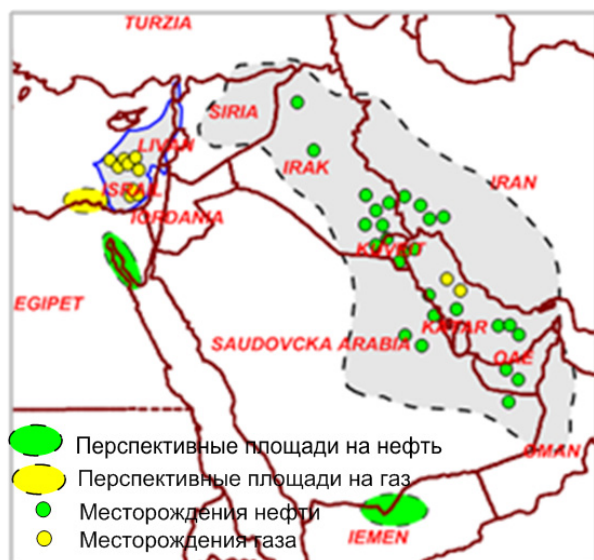 TURZIA
SIRIA
LIVAN
IRAK
IRAN
ISRAIL
IORDANIA
KUVEIT
EGIPET
SAUDOVCKA ARABIA
KATAR
OAE
Перспективные площади на нефть
OMAN
Перспективные площади на газ
Месторождения нефти
IEMEN
Месторождения газа